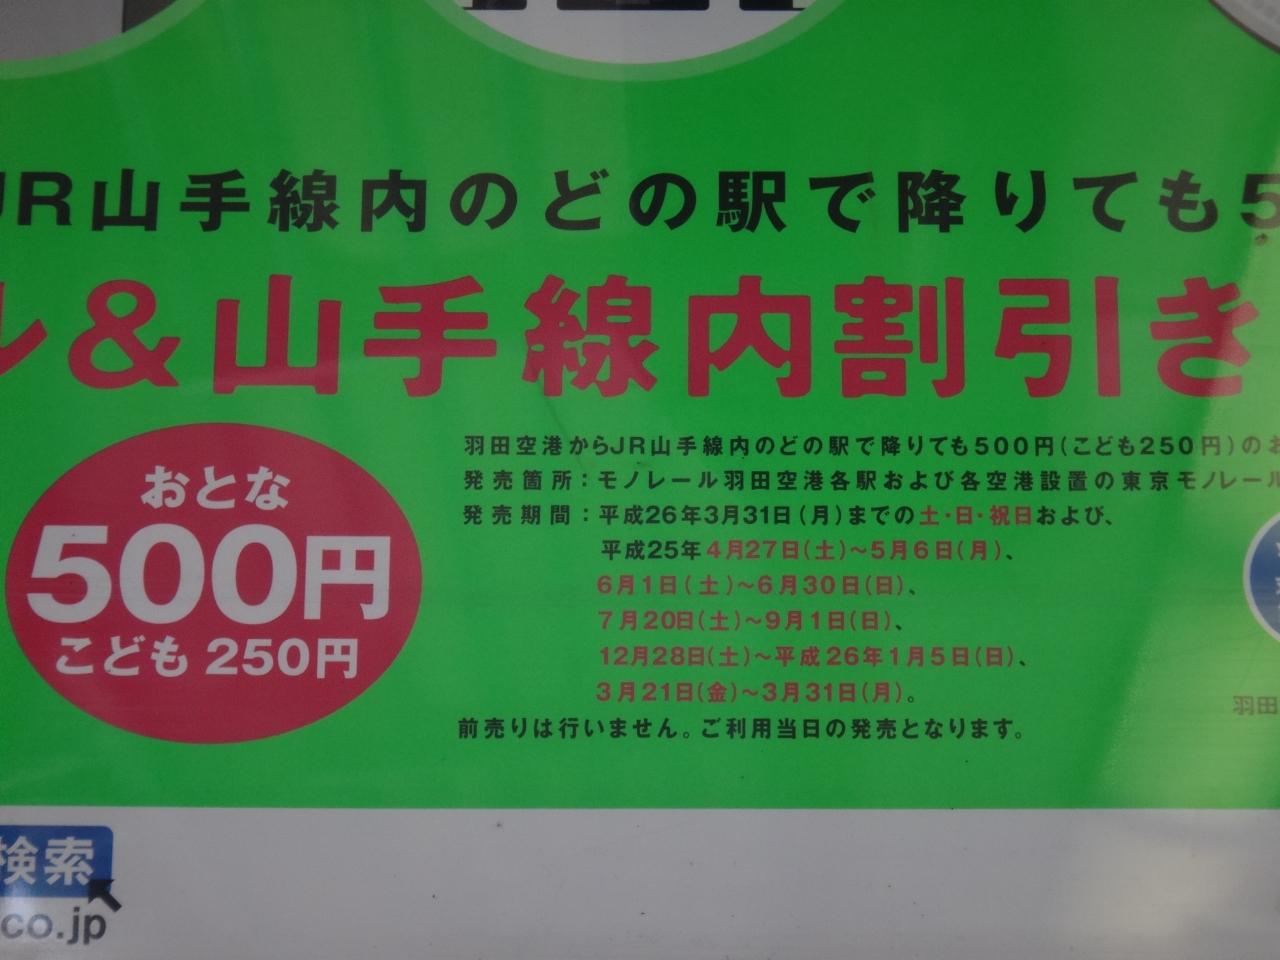 JR山手線内のどの駅で降りても5
ル&山手線内割引き
おとな
500円
こども250円
羽田空港からJR山手線内のどの駅で降りても500円(こども250円)のお
発売箇所：モノレール羽田空港各駅および各空港設置の東京モノレール
発売期間：平成26年3月31日(月)までの土・日・祝日および、
平成25年4月27日(土)～5月6日(月)、
6月1日(土)～6月30日(日)、
7月20日(土)～9月1日(日)、
12月28日(土)～平成26年1月5日(日)、
3月21日(金)～3月31日(月)。
前売りは行いません。ご利用当日の発売となります。
羽田
検索
co.jp